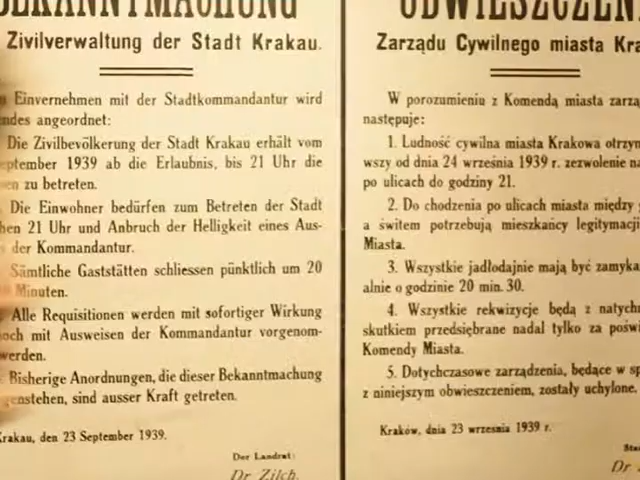 BEKANNTMACHUNG
Zivilverwaltung der Stadt Krakau.
Einvernehmen mit der Stadtkommandantur wird
ndes angeordnet:
Die Zivilbevölkerung der Stadt Krakau erhält vom
eptember 1939 ab die Erlaubnis, bis 21 Uhr die
en zu betreten.
Die Einwohner bedürfen zum Betreten der Stadt
hen 21 Uhr und Anbruch der Helligkeit eines Aus-
der Kommandantur.
Sämtliche Gaststätten schliessen pünktlich um 20
Minuten.
Alle Requisitionen werden mit sofortiger Wirkung
och mit Ausweisen der Kommandantur vorgenom-
werden.
Bisherige Anordnungen, die dieser Bekanntmachung
genstehen, sind ausser Kraft getreten.
Krakau, den 23 September 1939.
Der Landrat:
Dr Zilch.
OBWIESZCZENI
Zarządu Cywilnego miasta Kra
W porozumieniu z Komendą miasta zarzą
następuje:
1. Ludność cywilna miasta Krakowa otrzym
wszy od dnia 24 września 1939 r. zezwolenie na
po ulicach do godziny 21.
2. Do chodzenia po ulicach miasta między
a świtem potrzebują mieszkańcy legitymacji
Miasta.
3. Wszystkie jadłodajnie mają być zamyka
alnie o godzinie 20 min. 30.
4. Wszystkie rekwizycje będą z natychm
skutkiem przedsiębrane nadal tylko za poświ
Komendy Miasta.
5. Dotychczasowe zarządzenia, będące w sp
z niniejszym obwieszczeniem, zostały uchylone.
Kraków, dnia 23 wrzesnia 1939 r.
Sta
Dr